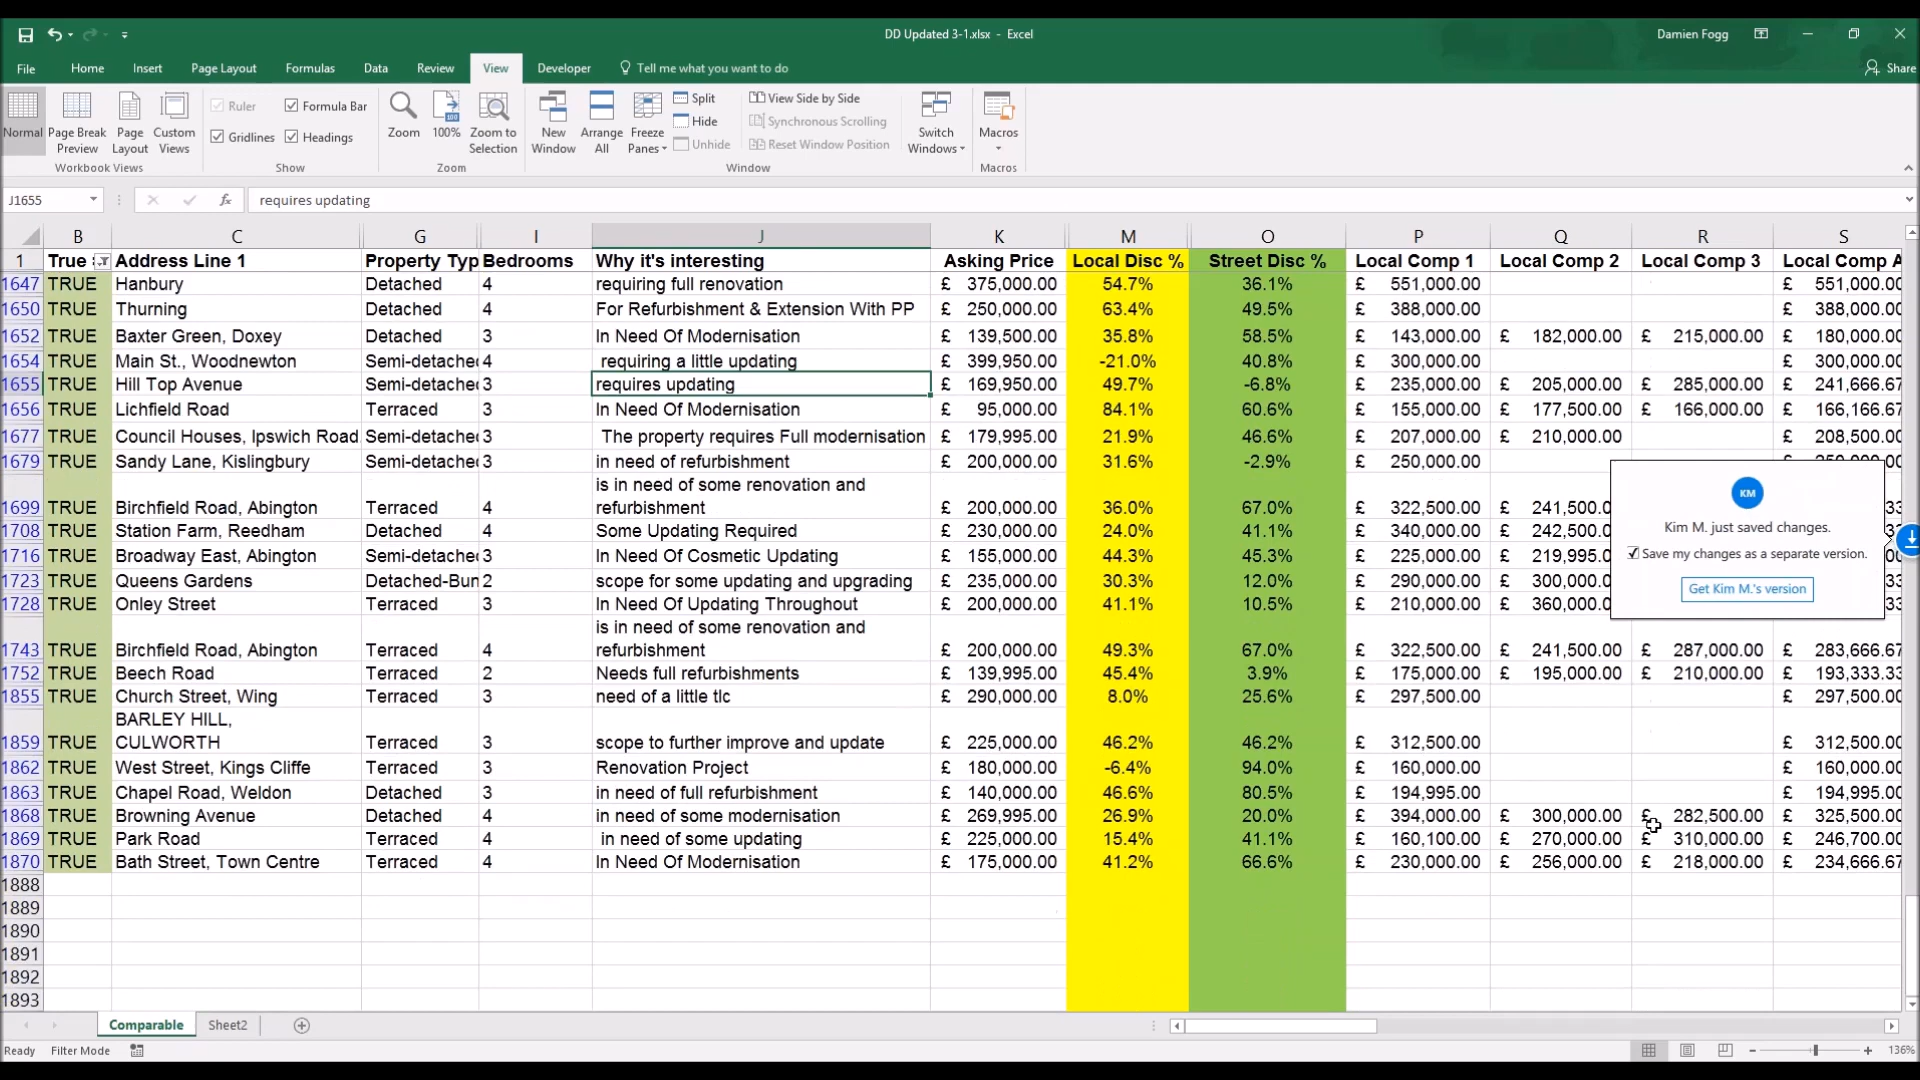 DD Updated 3-1.xlsx - Excel
Damien Fogg
File Home Insert Page Layout Formulas Data Review View Developer Tell me what you want to do Share
Normal Page Break Preview Page Layout Custom Views
Ruler Formula Bar
Gridlines Headings
Zoom 100% Zoom to Selection
New Window Arrange All Freeze Panes
Split
Hide
Unhide
View Side by Side
Synchronous Scrolling
Reset Window Position
Switch Windows
Macros
Workbook Views Show Zoom Window Macros
J1655 fx requires updating
B C G I J K M O P Q R S
1 True Address Line 1 Property Typ Bedrooms Why it's interesting Asking Price Local Disc % Street Disc % Local Comp 1 Local Comp 2 Local Comp 3 Local Comp A
1647 TRUE Hanbury Detached 4 requiring full renovation £ 375,000.00 54.7% 36.1% £ 551,000.00 £ 551,000.00
1650 TRUE Thurning Detached 4 For Refurbishment & Extension With PP £ 250,000.00 63.4% 49.5% £ 388,000.00 £ 388,000.00
1652 TRUE Baxter Green, Doxey Detached 3 In Need Of Modernisation £ 139,500.00 35.8% 58.5% £ 143,000.00 £ 182,000.00 £ 215,000.00 £ 180,000.00
1654 TRUE Main St., Woodnewton Semi-detached 4 requiring a little updating £ 399,950.00 -21.0% 40.8% £ 300,000.00 £ 300,000.00
1655 TRUE Hill Top Avenue Semi-detached 3 requires updating £ 169,950.00 49.7% -6.8% £ 235,000.00 £ 205,000.00 £ 285,000.00 £ 241,666.67
1656 TRUE Lichfield Road Terraced 3 In Need Of Modernisation £ 95,000.00 84.1% 60.6% £ 155,000.00 £ 177,500.00 £ 166,000.00 £ 166,166.67
1677 TRUE Council Houses, Ipswich Road Semi-detached 3 The property requires Full modernisation £ 179,995.00 21.9% 46.6% £ 207,000.00 £ 210,000.00 £ 208,500.00
1679 TRUE Sandy Lane, Kislingbury Semi-detached 3 in need of refurbishment £ 200,000.00 31.6% -2.9% £ 250,000.00
is in need of some renovation and
1699 TRUE Birchfield Road, Abington Terraced 4 refurbishment £ 200,000.00 36.0% 67.0% £ 322,500.00 £ 241,500.0
1708 TRUE Station Farm, Reedham Detached 4 Some Updating Required £ 230,000.00 24.0% 41.1% £ 340,000.00 £ 242,500.0
1716 TRUE Broadway East, Abington Semi-detached 3 In Need Of Cosmetic Updating £ 155,000.00 44.3% 45.3% £ 225,000.00 £ 219,995.0
1723 TRUE Queens Gardens Detached-Bun 2 scope for some updating and upgrading £ 235,000.00 30.3% 12.0% £ 290,000.00 £ 300,000.0
1728 TRUE Onley Street Terraced 3 In Need Of Updating Throughout £ 200,000.00 41.1% 10.5% £ 210,000.00 £ 360,000.0
KM
Kim M. just saved changes.
Save my changes as a separate version.
Get Kim M.'s version
is in need of some renovation and
1743 TRUE Birchfield Road, Abington Terraced 4 refurbishment £ 200,000.00 49.3% 67.0% £ 322,500.00 £ 241,500.00 £ 287,000.00 £ 283,666.67
1752 TRUE Beech Road Terraced 2 Needs full refurbishments £ 139,995.00 45.4% 3.9% £ 175,000.00 £ 195,000.00 £ 210,000.00 £ 193,333.33
1855 TRUE Church Street, Wing Terraced 3 need of a little tlc £ 290,000.00 8.0% 25.6% £ 297,500.00 £ 297,500.00
BARLEY HILL,
1859 TRUE CULWORTH Terraced 3 scope to further improve and update £ 225,000.00 46.2% 46.2% £ 312,500.00 £ 312,500.00
1862 TRUE West Street, Kings Cliffe Terraced 3 Renovation Project £ 180,000.00 -6.4% 94.0% £ 160,000.00 £ 160,000.00
1863 TRUE Chapel Road, Weldon Terraced 3 in need of full refurbishment £ 140,000.00 46.6% 80.5% £ 194,995.00 £ 194,995.00
1868 TRUE Browning Avenue Detached 4 in need of some modernisation £ 269,995.00 26.9% 20.0% £ 394,000.00 £ 300,000.00 £ 282,500.00 £ 325,500.00
1869 TRUE Park Road Terraced 4 in need of some updating £ 225,000.00 15.4% 41.1% £ 160,100.00 £ 270,000.00 £ 310,000.00 £ 246,700.00
1870 TRUE Bath Street, Town Centre Terraced 4 In Need Of Modernisation £ 175,000.00 41.2% 66.6% £ 230,000.00 £ 256,000.00 £ 218,000.00 £ 234,666.67
1888
1889
1890
1891
1892
1893
Comparable Sheet2
Ready Filter Mode 136%